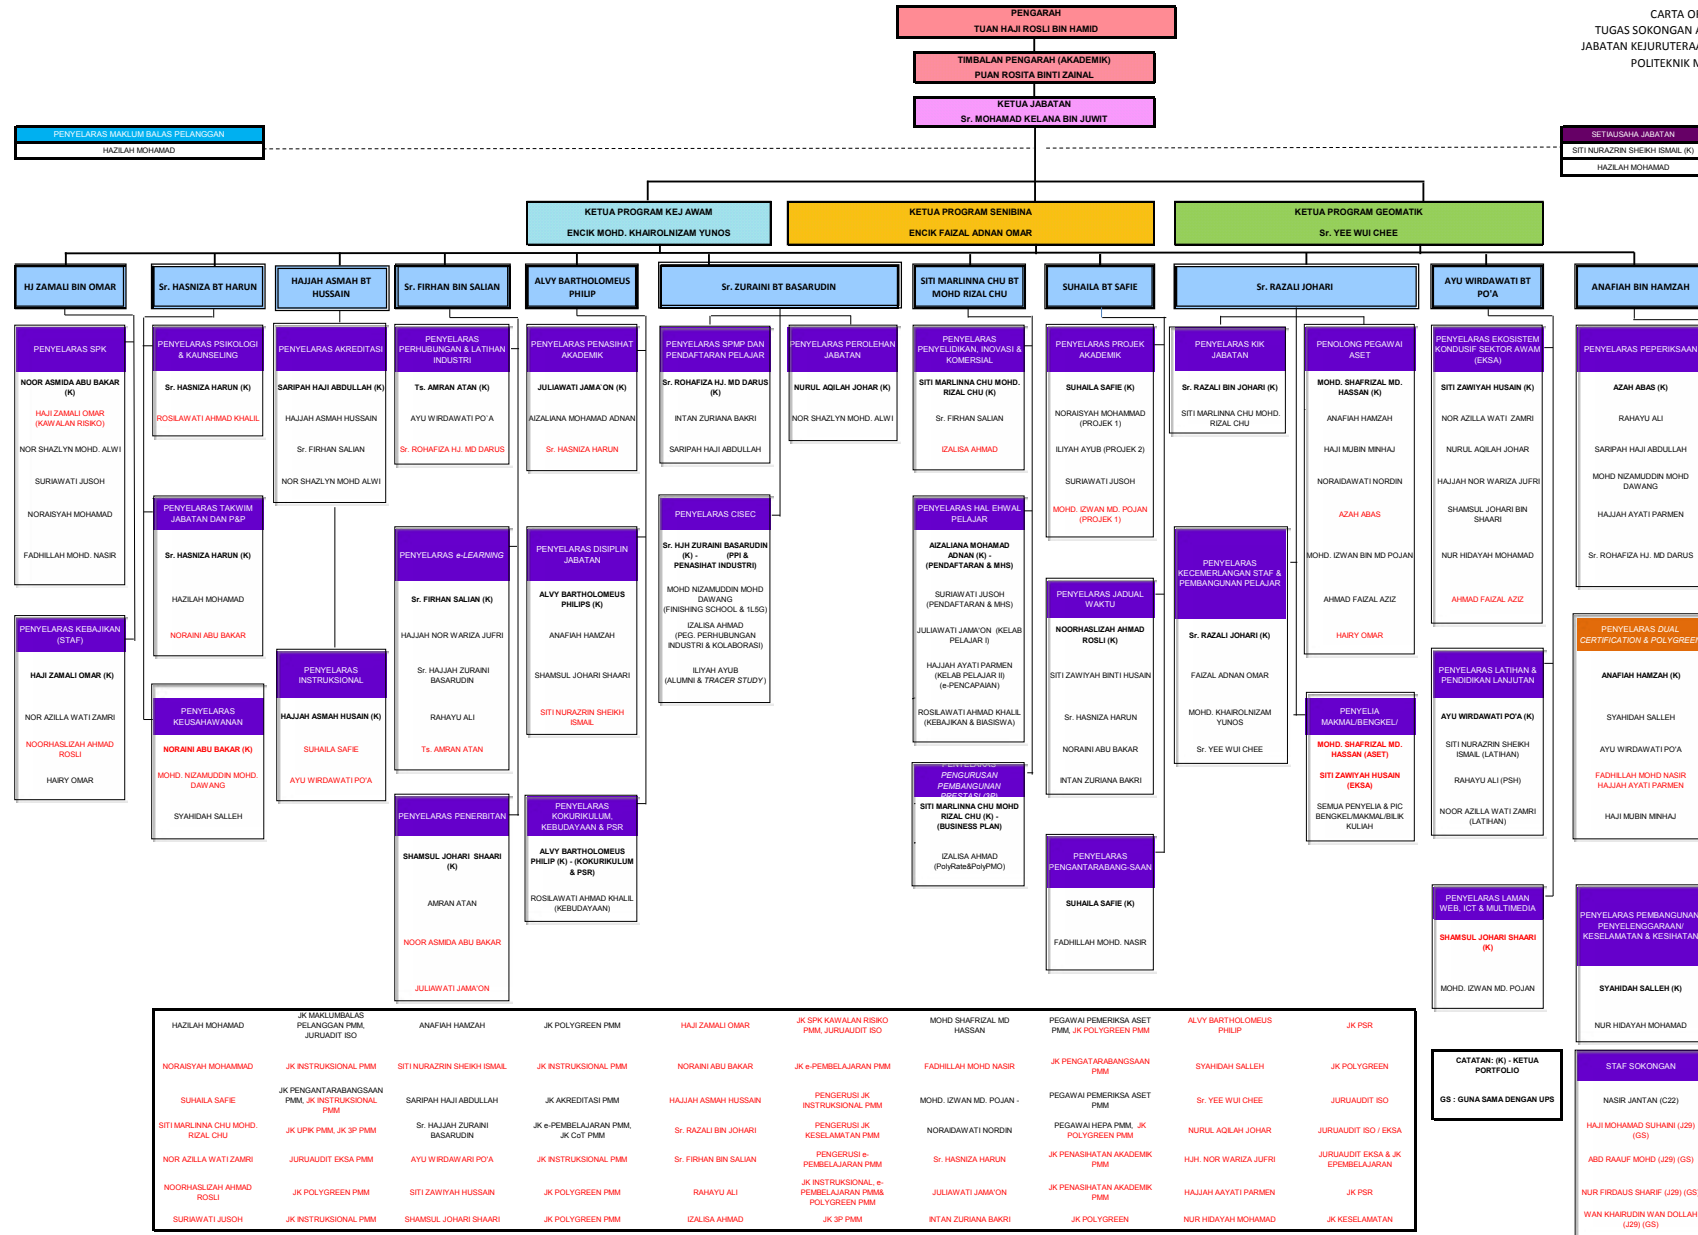 PENGARAH
TUAN HAJI ROSLI BIN HAMID
TIMBALAN PENGARAH (AKADEMIK)
PUAN ROSITA BINTI ZAINAL
KETUA JABATAN
Sr. MOHAMAD KELANA BIN JUWIT
CARTA
TUGAS SOKONGAN
JABATAN
POLITEKNIK
PENYELARAS MAKLUM BALAS PELANGGAN
HAZILAH MOHAMAD
SETIAUSAHA JABATAN
SITI NURAZRIN SHEIKH ISMAIL (K)
HAZILAH MOHAMAD
KETUA PROGRAM KEJ AWAM
ENCIK MOHD. KHAIROLNIZAM YUNOS
KETUA PROGRAM SENIBINA
ENCIK FAIZAL ADNAN OMAR
KETUA PROGRAM GEOMATIK
Sr. YEE WUI CHEE
HJ ZAMALI BIN OMAR
PENYELARAS SPK
NOOR ASMIDA ABU BAKAR
(K)
HAJI ZAMALI OMAR
(KAWALAN RISIKO)
NOR SHAZLYN MOHD. ALWI
SURIAWATI JUSOH
NORAISYAH MOHAMAD
FADHILLAH MOHD. NASIR
PENYELARAS KEBAJIKAN
(STAF)
HAJI ZAMALI OMAR (K)
NOR AZILLA WATI ZAMRI
NOORHASLIZAH AHMAD
ROSLI
HAIRY OMAR
Sr. HASNIZA BT HARUN
PENYELARAS PSIKOLOGI
& KAUNSELING
Sr. HASNIZA HARUN (K)
ROSILAWATI AHMAD KHALIL
PENYELARAS TAKWIM
JABATAN DAN P&P
Sr. HASNIZA HARUN (K)
HAZILAH MOHAMAD
NORAINI ABU BAKAR
PENYELARAS
KEUSAHAWANAN
NORAINI ABU BAKAR (K)
MOHD. NIZAMUDDIN MOHD.
DAWANG
SYAHIDAH SALLEH
HAJJAH ASMAH BT
HUSSAIN
PENYELARAS AKREDITASI
SARIPAH HAJI ABDULLAH (K)
HAJJAH ASMAH HUSSAIN
Sr. FIRHAN SALIAN
NOR SHAZLYN MOHD ALWI
PENYELARAS
INSTRUKSIONAL
HAJJAH ASMAH HUSAIN (K)
SUHAILA SAFIE
AYU WIRDAWATI PO'A
Sr. FIRHAN BIN SALIAN
PENYELARAS
PERHUBUNGAN & LATIHAN
INDUSTRI
Ts. AMRAN ATAN (K)
AYU WIRDAWATI PO`A
Sr. ROHAFIZA HJ. MD DARUS
PENYELARAS e-LEARNING
Sr. FIRHAN SALIAN (K)
HAJJAH NOR WARIZA JUFRI
Sr. HAJJAH ZURAINI
BASARUDIN
RAHAYU ALI
Ts. AMRAN ATAN
PENYELARAS PENERBITAN
SHAMSUL JOHARI SHAARI
(K)
AMRAN ATAN
NOOR ASMIDA ABU BAKAR
JULIAWATI JAMA'ON
ALVY BARTHOLOMEUS
PHILIP
PENYELARAS PENASIHAT
AKADEMIK
JULIAWATI JAMA`ON (K)
AIZALIANA MOHAMAD ADNAN
Sr. HASNIZA HARUN
PENYELARAS DISIPLIN
JABATAN
ALVY BARTHOLOMEUS
PHILIPS (K)
ANAFIAH HAMZAH
SHAMSUL JOHARI SHAARI
SITI NURAZRIN SHEIKH
ISMAIL
PENYELARAS
KOKURIKULUM,
KEBUDAYAAN & PSR
ALVY BARTHOLOMEUS
PHILIP (K) - (KOKURIKULUM
& PSR)
ROSILAWATI AHMAD KHALIL
(KEBUDAYAAN)
Sr. ZURAINI BT BASARUDIN
PENYELARAS SPMP DAN
PENDAFTARAN PELAJAR
Sr. ROHAFIZA HJ. MD DARUS
(K)
INTAN ZURIANA BAKRI
SARIPAH HAJI ABDULLAH
PENYELARAS PEROLEHAN
JABATAN
NURUL AQILAH JOHAR (K)
NOR SHAZLYN MOHD. ALWI
PENYELARAS CISEC
Sr. HJH ZURAINI BASARUDIN
(K) - (PPI &
PENASIHAT INDUSTRI)
MOHD NIZAMUDDIN MOHD
DAWANG
(FINISHING SCHOOL & 1L5G)
IZALISA AHMAD
(PEG. PERHUBUNGAN
INDUSTRI & KOLABORASI)
ILIYAH AYUB
(ALUMNI & TRACER STUDY)
SITI MARLINNA CHU BT
MOHD RIZAL CHU
PENYELARAS
PENYELIDIKAN, INOVASI &
KOMERSIAL
SITI MARLINNA CHU MOHD.
RIZAL CHU (K)
Sr. FIRHAN SALIAN
IZALISA AHMAD
PENYELARAS HAL EHWAL
PELAJAR
AIZALIANA MOHAMAD
ADNAN (K) -
(PENDAFTARAN & MHS)
SURIAWATI JUSOH
(PENDAFTARAN & MHS)
JULIAWATI JAMA'ON (KELAB
PELAJAR I)
HAJJAH AYATI PARMEN
(KELAB PELAJAR II)
(e-PENCAPAIAN)
ROSILAWATI AHMAD KHALIL
(KEBAJIKAN & BIASISWA)
PENYELARAS
PENGURUSAN
PEMBANGUNAN
PRESTASI (3P)
SITI MARLINNA CHU MOHD
RIZAL CHU (K) -
(BUSINESS PLAN)
IZALISA AHMAD
(PolyRate&PolyPMO)
SUHAILA BT SAFIE
PENYELARAS PROJEK
AKADEMIK
SUHAILA SAFIE (K)
NORAISYAH MOHAMMAD
(PROJEK 1)
ILIYAH AYUB (PROJEK 2)
SURIAWATI JUSOH
MOHD. IZWAN MD. POJAN
(PROJEK 1)
PENYELARAS JADUAL
WAKTU
NOORHASLIZAH AHMAD
ROSLI (K)
SITI ZAWIYAH BINTI HUSAIN
Sr. HASNIZA HARUN
NORAINI ABU BAKAR
INTAN ZURIANA BAKRI
PENYELARAS
PENGANTARABANG-SAAN
SUHAILA SAFIE (K)
FADHILLAH MOHD. NASIR
Sr. RAZALI JOHARI
PENYELARAS KIK
JABATAN
Sr. RAZALI BIN JOHARI (K)
SITI MARLINNA CHU MOHD.
RIZAL CHU
PENYELARAS
KECEMERLANGAN STAF &
PEMBANGUNAN PELAJAR
Sr. RAZALI JOHARI (K)
FAIZAL ADNAN OMAR
MOHD. KHAIROLNIZAM
YUNOS
Sr. YEE WUI CHEE
PENOLONG PEGAWAI
ASET
MOHD. SHAFRIZAL MD.
HASSAN (K)
ANAFIAH HAMZAH
HAJI MUBIN MINHAJ
NORAIDAWATI NORDIN
AZAH ABAS
MOHD. IZWAN BIN MD POJAN
AHMAD FAIZAL AZIZ
HAIRY OMAR
PENYELIA
MAKMAL/BENGKEL/
MOHD. SHAFRIZAL MD.
HASSAN (ASET)
SITI ZAWIYAH HUSAIN
(EKSA)
SEMUA PENYELIA & PIC
BENGKEL/MAKMAL/BILIK
KULIAH
AYU WIRDAWATI BT
PO'A
PENYELARAS EKOSISTEM
KONDUSIF SEKTOR AWAM
(EKSA)
SITI ZAWIYAH HUSAIN (K)
NOR AZILLA WATI ZAMRI
NURUL AQILAH JOHAR
HAJJAH NOR WARIZA JUFRI
SHAMSUL JOHARI BIN
SHAARI
NUR HIDAYAH MOHAMAD
AHMAD FAIZAL AZIZ
PENYELARAS LATIHAN &
PENDIDIKAN LANJUTAN
AYU WIRDAWATI PO'A (K)
SITI NURAZRIN SHEIKH
ISMAIL (LATIHAN)
RAHAYU ALI (PSH)
NOOR AZILLA WATI ZAMRI
(LATIHAN)
PENYELARAS LAMAN
WEB, ICT & MULTIMEDIA
SHAMSUL JOHARI SHAARI
(K)
MOHD. IZWAN MD. POJAN
ANAFIAH BIN HAMZAH
PENYELARAS PEPERIKSAAN
AZAH ABAS (K)
RAHAYU ALI
SARIPAH HAJI ABDULLAH
MOHD NIZAMUDDIN MOHD
DAWANG
HAJJAH AYATI PARMEN
Sr. ROHAFIZA HJ. MD DARUS
PENYELARAS DUAL
CERTIFICATION & POLYGREEN
ANAFIAH HAMZAH (K)
SYAHIDAH SALLEH
AYU WIRDAWATI PO'A
FADHILLAH MOHD NASIR
HAJJAH AYATI PARMEN
HAJI MUBIN MINHAJ
PENYELARAS PEMBANGUNAN
PENYELENGGARAAN/
KESELAMATAN & KESIHATAN
SYAHIDAH SALLEH (K)
NUR HIDAYAH MOHAMAD
STAF SOKONGAN
NASIR JANTAN (C22)
HAJI MOHAMAD SUHAINI (J29)
(GS)
ABD RAAUF MOHD (J29) (GS)
NUR FIRDAUS SHARIF (J29) (GS)
WAN KHAIRUDIN WAN DOLLAH
(J29) (GS)
CATATAN: (K) - KETUA
PORTFOLIO
GS : GUNA SAMA DENGAN UPS
HAZILAH MOHAMAD
JK MAKLUMBALAS
PELANGGAN PMM,
JURUADIT ISO
ANAFIAH HAMZAH
JK POLYGREEN PMM
HAJI ZAMALI OMAR
JK SPK KAWALAN RISIKO
PMM, JURUAUDIT ISO
MOHD SHAFRIZAL MD
HASSAN
PEGAWAI PEMERIKSA ASET
PMM, JK POLYGREEN PMM
ALVY BARTHOLOMEUS
PHILIP
JK PSR
NORAISYAH MOHAMMAD
JK INSTRUKSIONAL PMM
SITI NURAZRIN SHEIKH ISMAIL
JK INSTRUKSIONAL PMM
NORAINI ABU BAKAR
JK e-PEMBELAJARAN PMM
FADHILLAH MOHD NASIR
JK PENGATARABANGSAAN
PMM
SYAHIDAH SALLEH
JK POLYGREEN
SUHAILA SAFIE
JK PENGANTARABANGSAAN
PMM, JK INSTRUKSIONAL
PMM
SARIPAH HAJI ABDULLAH
JK AKREDITASI PMM
HAJJAH ASMAH HUSSAIN
PENGERUSI JK
INSTRUKSIONAL PMM
MOHD. IZWAN MD. POJAN -
PEGAWAI PEMERIKSA ASET
PMM
Sr. YEE WUI CHEE
JURUAUDIT ISO
SITI MARLINNA CHU MOHD.
RIZAL CHU
JK UPIK PMM, JK 3P PMM
Sr. HAJJAH ZURAINI
BASARUDIN
JK e-PEMBELAJARAN PMM,
JK CoT PMM
Sr. RAZALI BIN JOHARI
PENGERUSI JK
KESELAMATAN PMM
NORAIDAWATI NORDIN
PEGAWAI HEPA PMM, JK
POLYGREEN PMM
NURUL AQILAH JOHAR
JURUAUDIT ISO / EKSA
NOR AZILLA WATI ZAMRI
JURUAUDIT EKSA PMM
AYU WIRDAWARI PO'A
JK INSTRUKSIONAL PMM
Sr. FIRHAN BIN SALIAN
PENGERUSI e-
PEMBELAJARAN PMM
Sr. HASNIZA HARUN
JK PENASIHATAN AKADEMIK
PMM
HJH. NOR WARIZA JUFRI
JURUAUDIT EKSA & JK
EPEMBELAJARAN
NOORHASLIZAH AHMAD
ROSLI
JK POLYGREEN PMM
SITI ZAWIYAH HUSSAIN
JK POLYGREEN PMM
RAHAYU ALI
JK INSTRUKSIONAL, e-
PEMBELAJARAN PMM&
POLYGREEN PMM
JULIAWATI JAMA'ON
JK PENASIHATAN AKADEMIK
PMM
HAJJAH AAYATI PARMEN
JK PSR
SURIAWATI JUSOH
JK INSTRUKSIONAL PMM
SHAMSUL JOHARI SHAARI
JK POLYGREEN PMM
IZALISA AHMAD
JK 3P PMM
INTAN ZURIANA BAKRI
JK POLYGREEN
NUR HIDAYAH MOHAMAD
JK KESELAMATAN